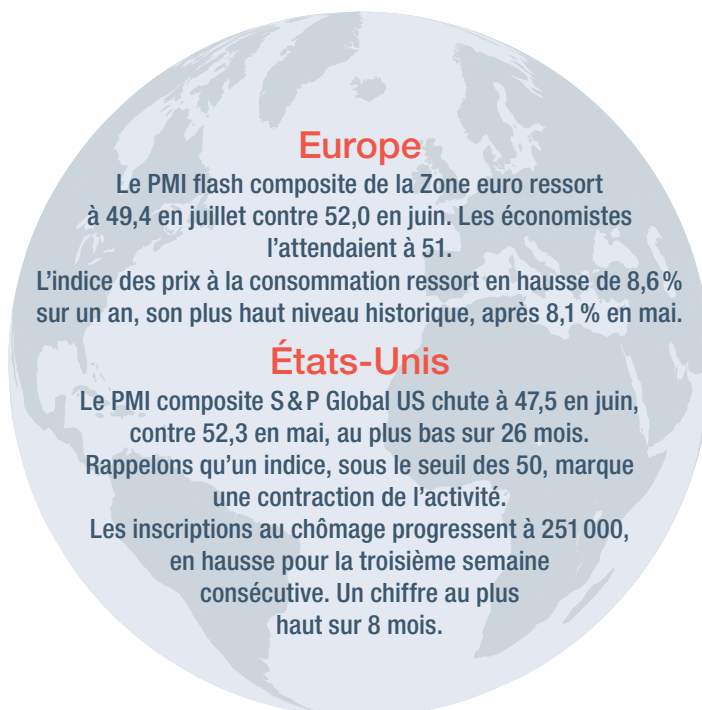 Europe
Le PMI flash composite de la Zone euro ressort
à 49,4 en juillet contre 52,0 en juin. Les économistes
l’attendaient à 51.
L’indice des prix à la consommation ressort en hausse de 8,6 %
sur un an, son plus haut niveau historique, après 8,1 % en mai.
États-Unis
Le PMI composite S & P Global US chute à 47,5 en juin,
contre 52,3 en mai, au plus bas sur 26 mois.
Rappelons qu’un indice, sous le seuil des 50, marque
une contraction de l’activité.
Les inscriptions au chômage progressent à 251 000,
en hausse pour la troisième semaine
consécutive. Un chiffre au plus
haut sur 8 mois.